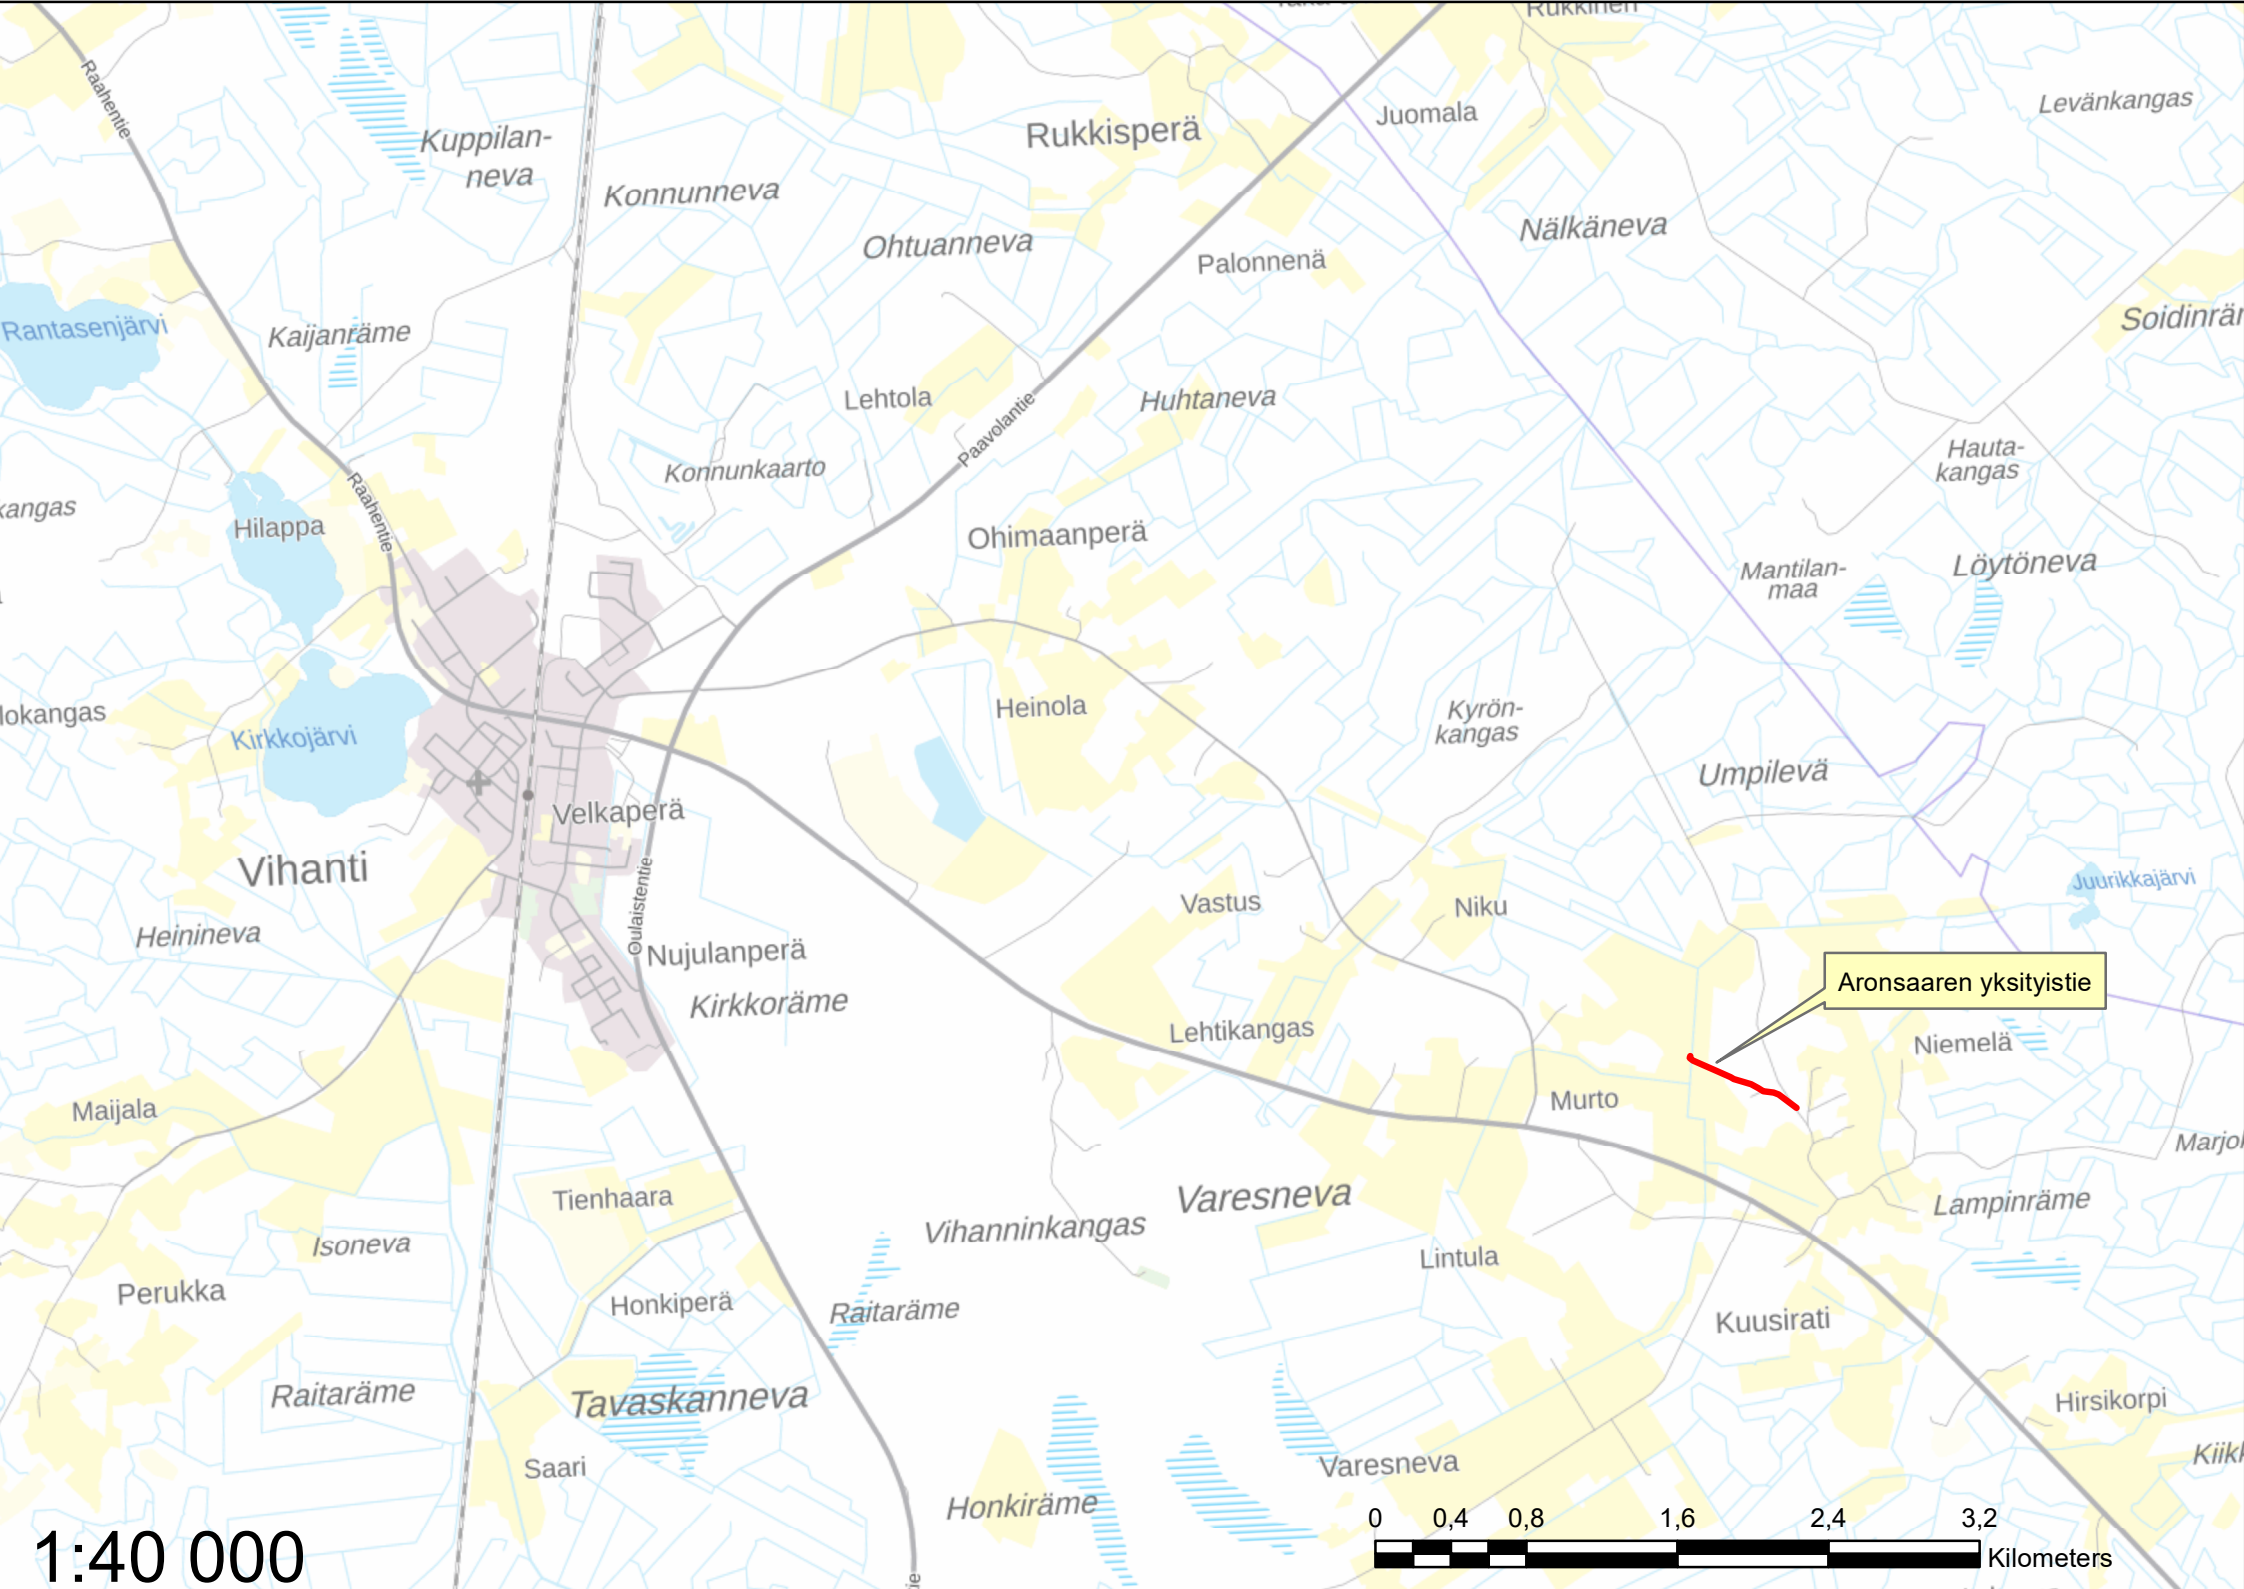 Rukkinen
Raahentie
Levänkangas
Juomala
Rukkisperä
Kuppilan-
neva
Konnunneva
Nälkäneva
Ohtuanneva
Palonnenä
Rantasenjärvi
Kaijanräme
Soidinrär
Lehtola
Huhtaneva
Paavolantie
Hauta-
kangas
Konnunkaarto
kangas
Raahentie
Hilappa
Ohimaanperä
Mantilan-
maa
Löytöneva
lokangas
Heinola
Kyrön-
kangas
Kirkkojärvi
Umpilevä
Velkaperä
Vihanti
Juurikkajärvi
Vastus
Niku
Oulaistentie
Heinineva
Nujulanperä
Aronsaaren yksityistie
Kirkkoräme
Lehtikangas
Niemelä
Maijala
Murto
Marjo
Tienhaara
Varesneva
Lampinräme
Vihanninkangas
Isoneva
Lintula
Perukka
Honkiperä
Raitaräme
Kuusirati
Raitaräme
Tavaskanneva
Hirsikorpi
Kiikk
Saari
Varesneva
Honkiräme
0 0,4 0,8 1,6 2,4 3,2
Kilometers
1:40 000